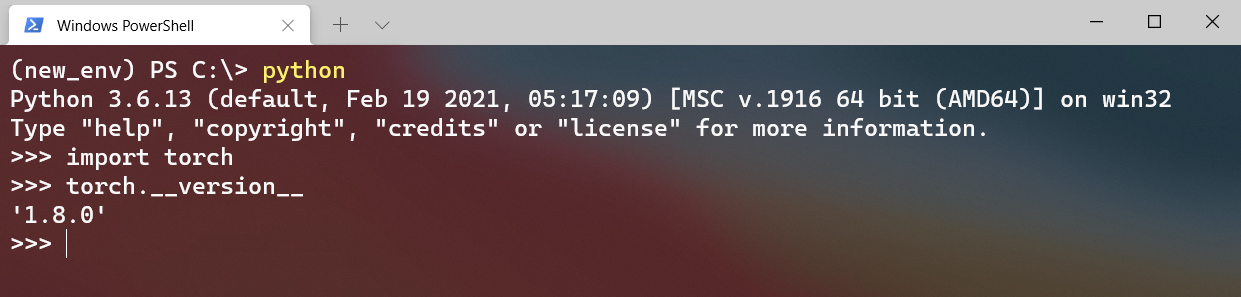 Windows PowerShell
(new_env) PS C:\> python
Python 3.6.13 (default, Feb 19 2021, 05:17:09) [MSC v.1916 64 bit (AMD64)] on win32
Type "help", "copyright", "credits" or "license" for more information.
>>> import torch
>>> torch.__version__
'1.8.0'
>>>